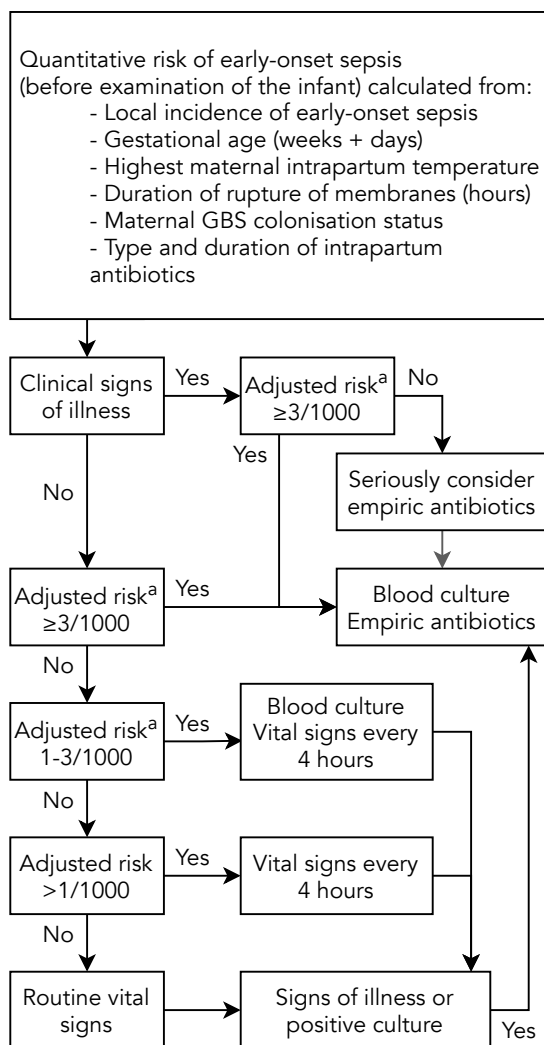 Quantitative risk of early-onset sepsis
(before examination of the infant) calculated from:
- Local incidence of early-onset sepsis
- Gestational age (weeks + days)
- Highest maternal intrapartum temperature
- Duration of rupture of membranes (hours)
- Maternal GBS colonisation status
- Type and duration of intrapartum
antibiotics
Clinical signs
of illness
Yes
Adjusted riskᵃ
≥3/1000
No
Yes
No
Seriously consider
empiric antibiotics
Adjusted riskᵃ
≥3/1000
Yes
Blood culture
Empiric antibiotics
No
Adjusted riskᵃ
1-3/1000
Yes
Blood culture
Vital signs every
4 hours
No
Adjusted risk
>1/1000
Yes
Vital signs every
4 hours
No
Routine vital
signs
Signs of illness or
positive culture
Yes